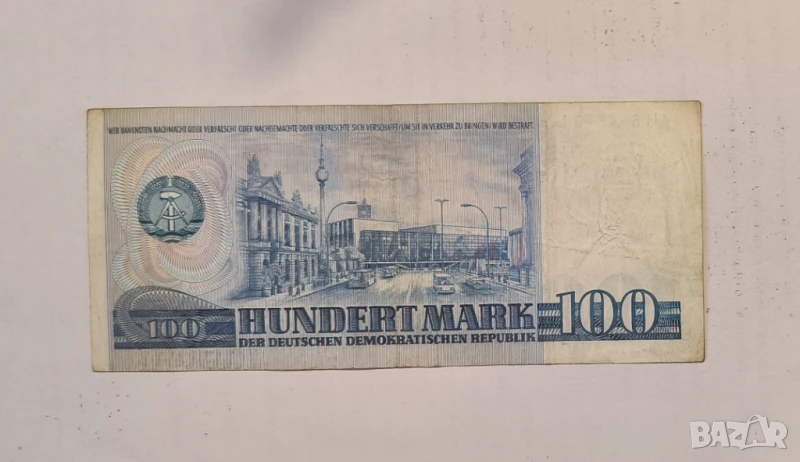 WER BANKNOTEN NACHMACHT ODER VERFÄLSCHT ODER NACHGEMACHTE ODER VERFÄLSCHTE SICH VERSCHAFFT UM SIE IN VERKEHR ZU BRINGEN WIRD BESTRAFT.
100 HUNDERT MARK 100
DER DEUTSCHEN DEMOKRATISCHEN REPUBLIK
BAZAR